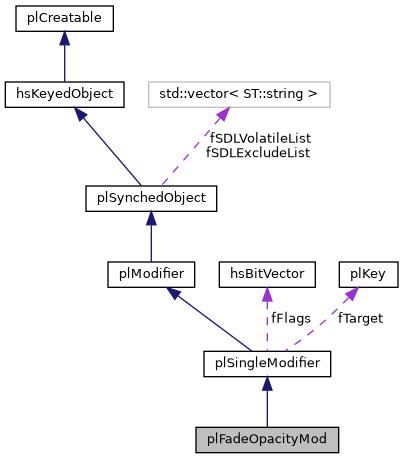 plCreatable
hsKeyedObject
std::vector< ST::string >
fSDLVolatileList
fSDLExcludeList
plSynchedObject
plModifier
hsBitVector
plKey
fFlags
fTarget
plSingleModifier
plFadeOpacityMod